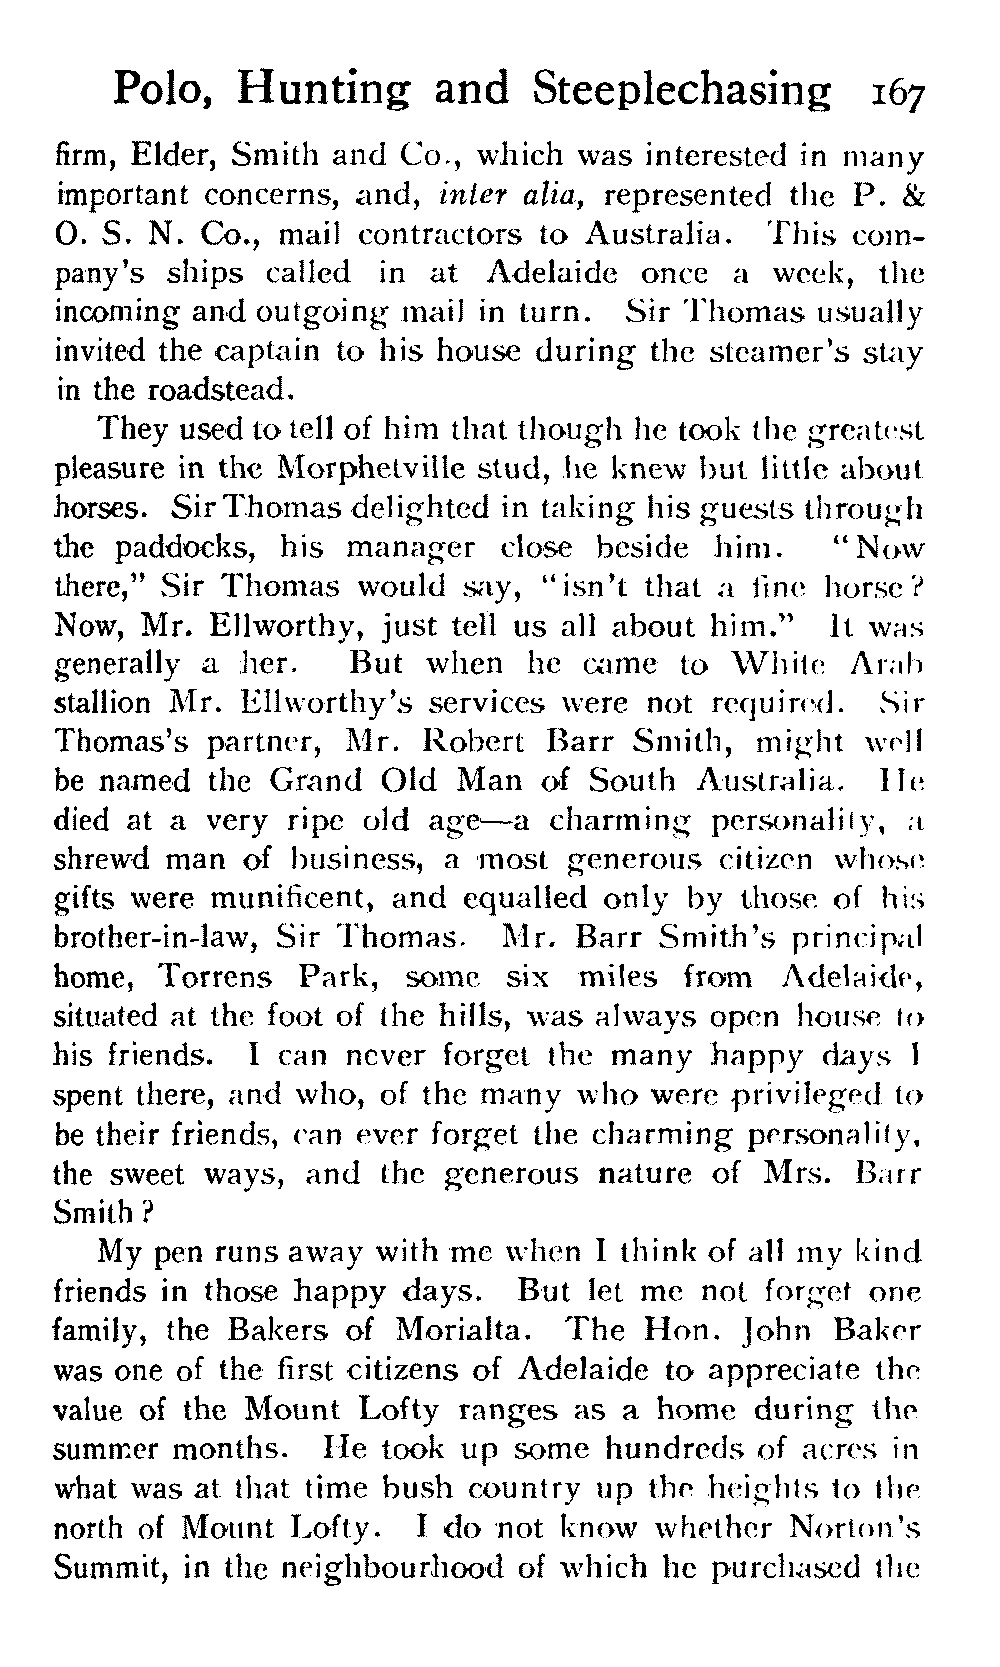 Polo, Hunting and Steeplechasing 167
firm, Elder, Smith and Co., which was interested in many
important concerns, and, inter alia, represented the P. &
O. S. N. Co., mail contractors to Australia. This com-
pany's ships called in at Adelaide once a week, the
incoming and outgoing mail in turn. Sir Thomas usually
invited the captain to his house during the steamer's stay
in the roadstead.
They used to tell of him that though he took the greatest
pleasure in the Morphetville stud, he knew but little about
horses. Sir Thomas delighted in taking his guests through
the paddocks, his manager close beside him. "Now
there," Sir Thomas would say, "isn't that a fine horse?
Now, Mr. Ellworthy, just tell us all about him." It was
generally a her. But when he came to White Arab
stallion Mr. Ellworthy's services were not required. Sir
Thomas's partner, Mr. Robert Barr Smith, might well
be named the Grand Old Man of South Australia. He
died at a very ripe old age—a charming personality, a
shrewd man of business, a most generous citizen whose
gifts were munificent, and equalled only by those of his
brother-in-law, Sir Thomas. Mr. Barr Smith's principal
home, Torrens Park, some six miles from Adelaide,
situated at the foot of the hills, was always open house to
his friends. I can never forget the many happy days I
spent there, and who, of the many who were privileged to
be their friends, can ever forget the charming personality,
the sweet ways, and the generous nature of Mrs. Barr
Smith?
My pen runs away with me when I think of all my kind
friends in those happy days. But let me not forget one
family, the Bakers of Morialta. The Hon. John Baker
was one of the first citizens of Adelaide to appreciate the
value of the Mount Lofty ranges as a home during the
summer months. He took up some hundreds of acres in
what was at that time bush country up the heights to the
north of Mount Lofty. I do not know whether Norton's
Summit, in the neighbourhood of which he purchased the